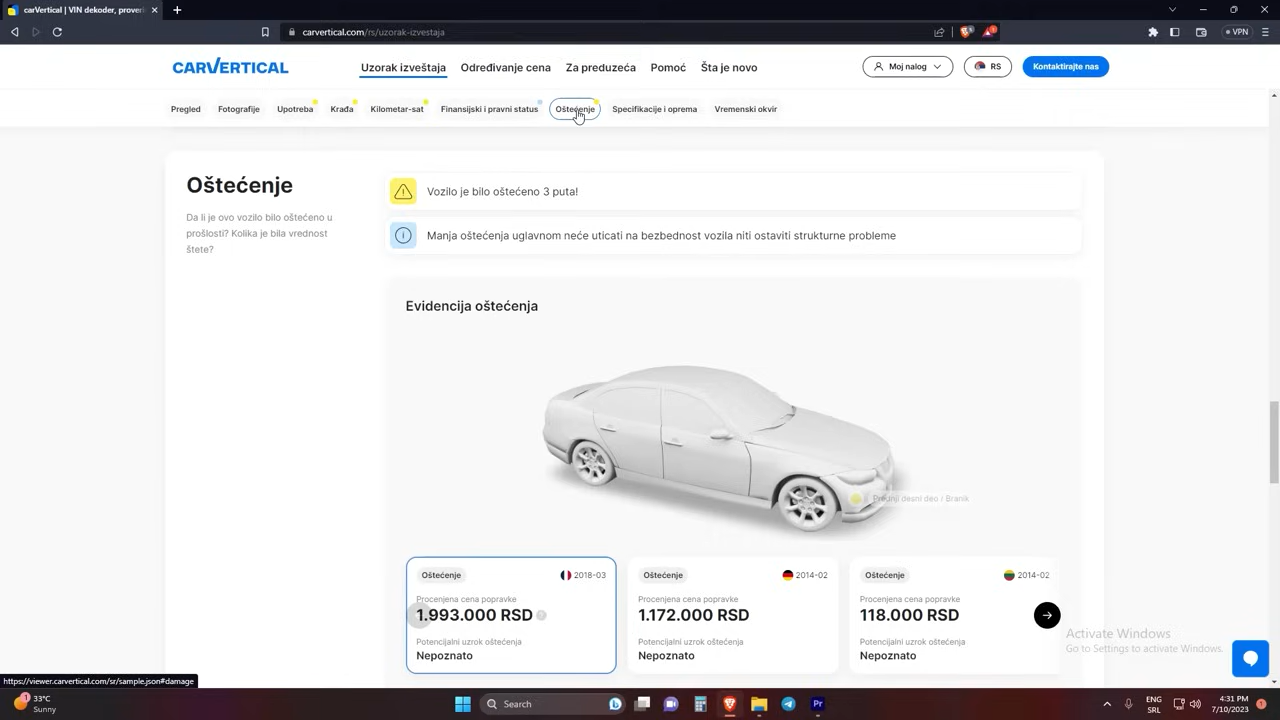 carVertical | VIN dekoder, prove
carvertical.com/rs/uzorak-izvestaja
VPN
CARVERTICAL
Uzorak izveštaja
Određivanje cena
Za preduzeća
Pomoć
Šta je novo
Moj nalog
RS
Kontaktirajte nas
Pregled
Fotografije
Upotreba
Krađa
Kilometar-sat
Finansijski i pravni status
Oštećenje
Specifikacije i oprema
Vremenski okvir
Oštećenje
Da li je ovo vozilo bilo oštećeno u
prošlosti? Kolika je bila vrednost
štete?
Vozilo je bilo oštećeno 3 puta!
Manja oštećenja uglavnom neće uticati na bezbednost vozila niti ostaviti strukturne probleme
Evidencija oštećenja
Prednji desni deo / Branik
Oštećenje 2018-03
Procenjena cena popravke
1.993.000 RSD ?
Potencijalni uzrok oštećenja
Nepoznato
Oštećenje 2014-02
Procenjena cena popravke
1.172.000 RSD
Potencijalni uzrok oštećenja
Nepoznato
Oštećenje 2014-02
Procenjena cena popravke
118.000 RSD
Potencijalni uzrok oštećenja
Nepoznato
Activate Windows
Go to Settings to activate Windows.
https://viewer.carvertical.com/sr/sample.json#damage
1
33°C
Sunny
Search
Pr
ENG
SRL
4:31 PM
7/10/2023
1